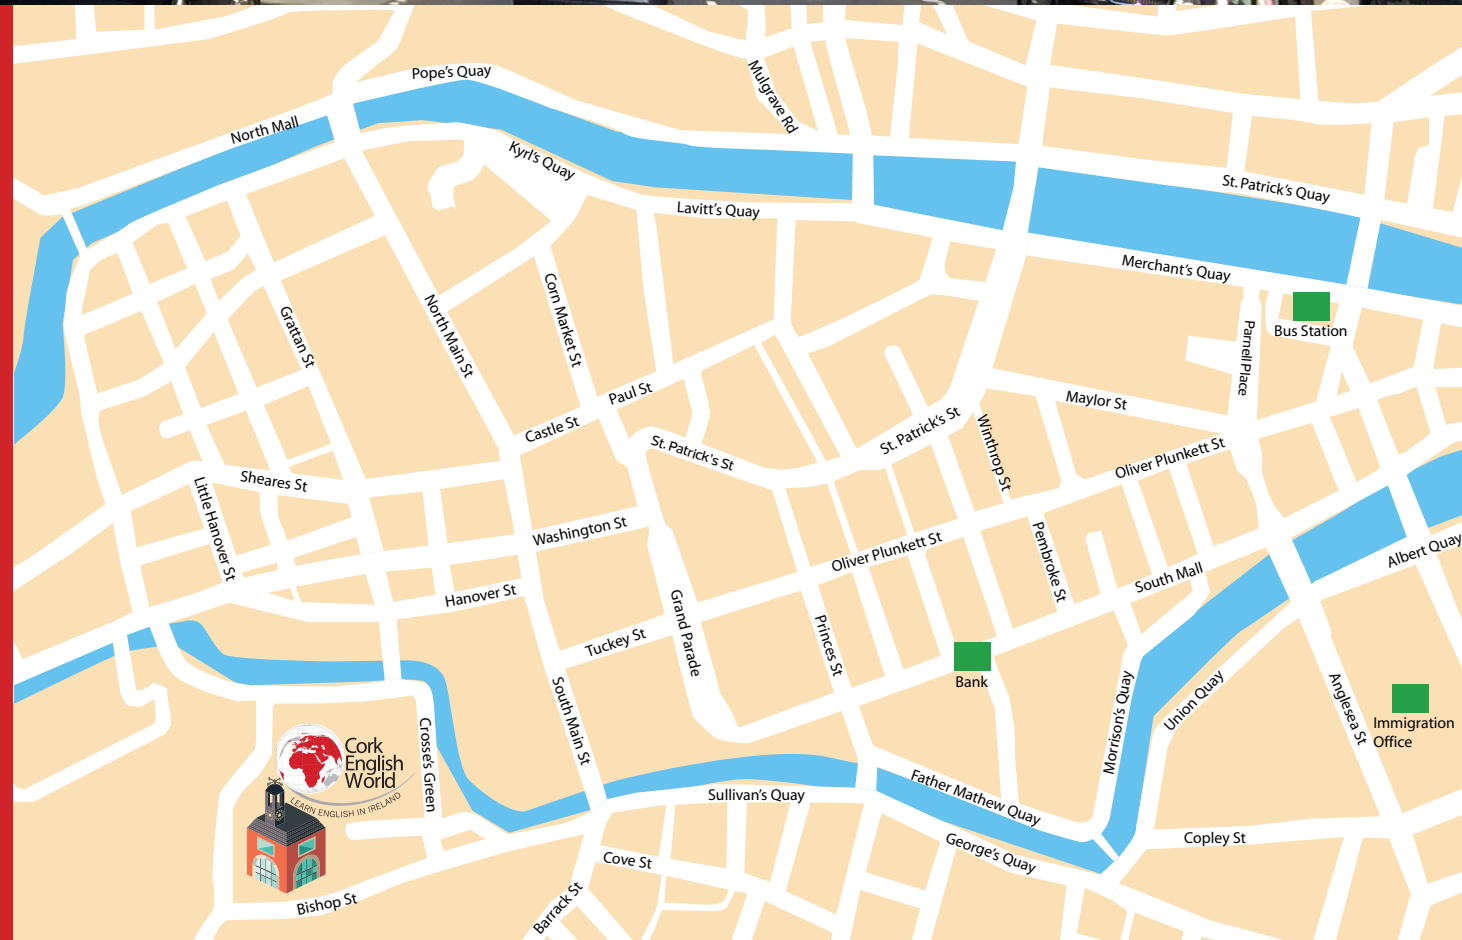 Pope's Quay
Mulgrave Rd
North Mall
Kyrl's Quay
St. Patrick's Quay
Lavitt's Quay
Merchant's Quay
Bus Station
Parnell Place
Corn Market St
North Main St
Grattan St
Paul St
Maylor St
Castle St
St. Patrick's St
St. Patrick's St
Winthrop St
Oliver Plunkett St
Sheares St
Little Hanover St
Washington St
Oliver Plunkett St
Pembroke St
South Mall
Albert Quay
Hanover St
Tuckey St
Grand Parade
Princes St
Bank
South Main St
Morrison's Quay
Union Quay
Anglesea St
Immigration
Office
Crosse's Green
Cork
English
World
LEARN ENGLISH IN IRELAND
Sullivan's Quay
Father Mathew Quay
George's Quay
Copley St
Cove St
Barrack St
Bishop St